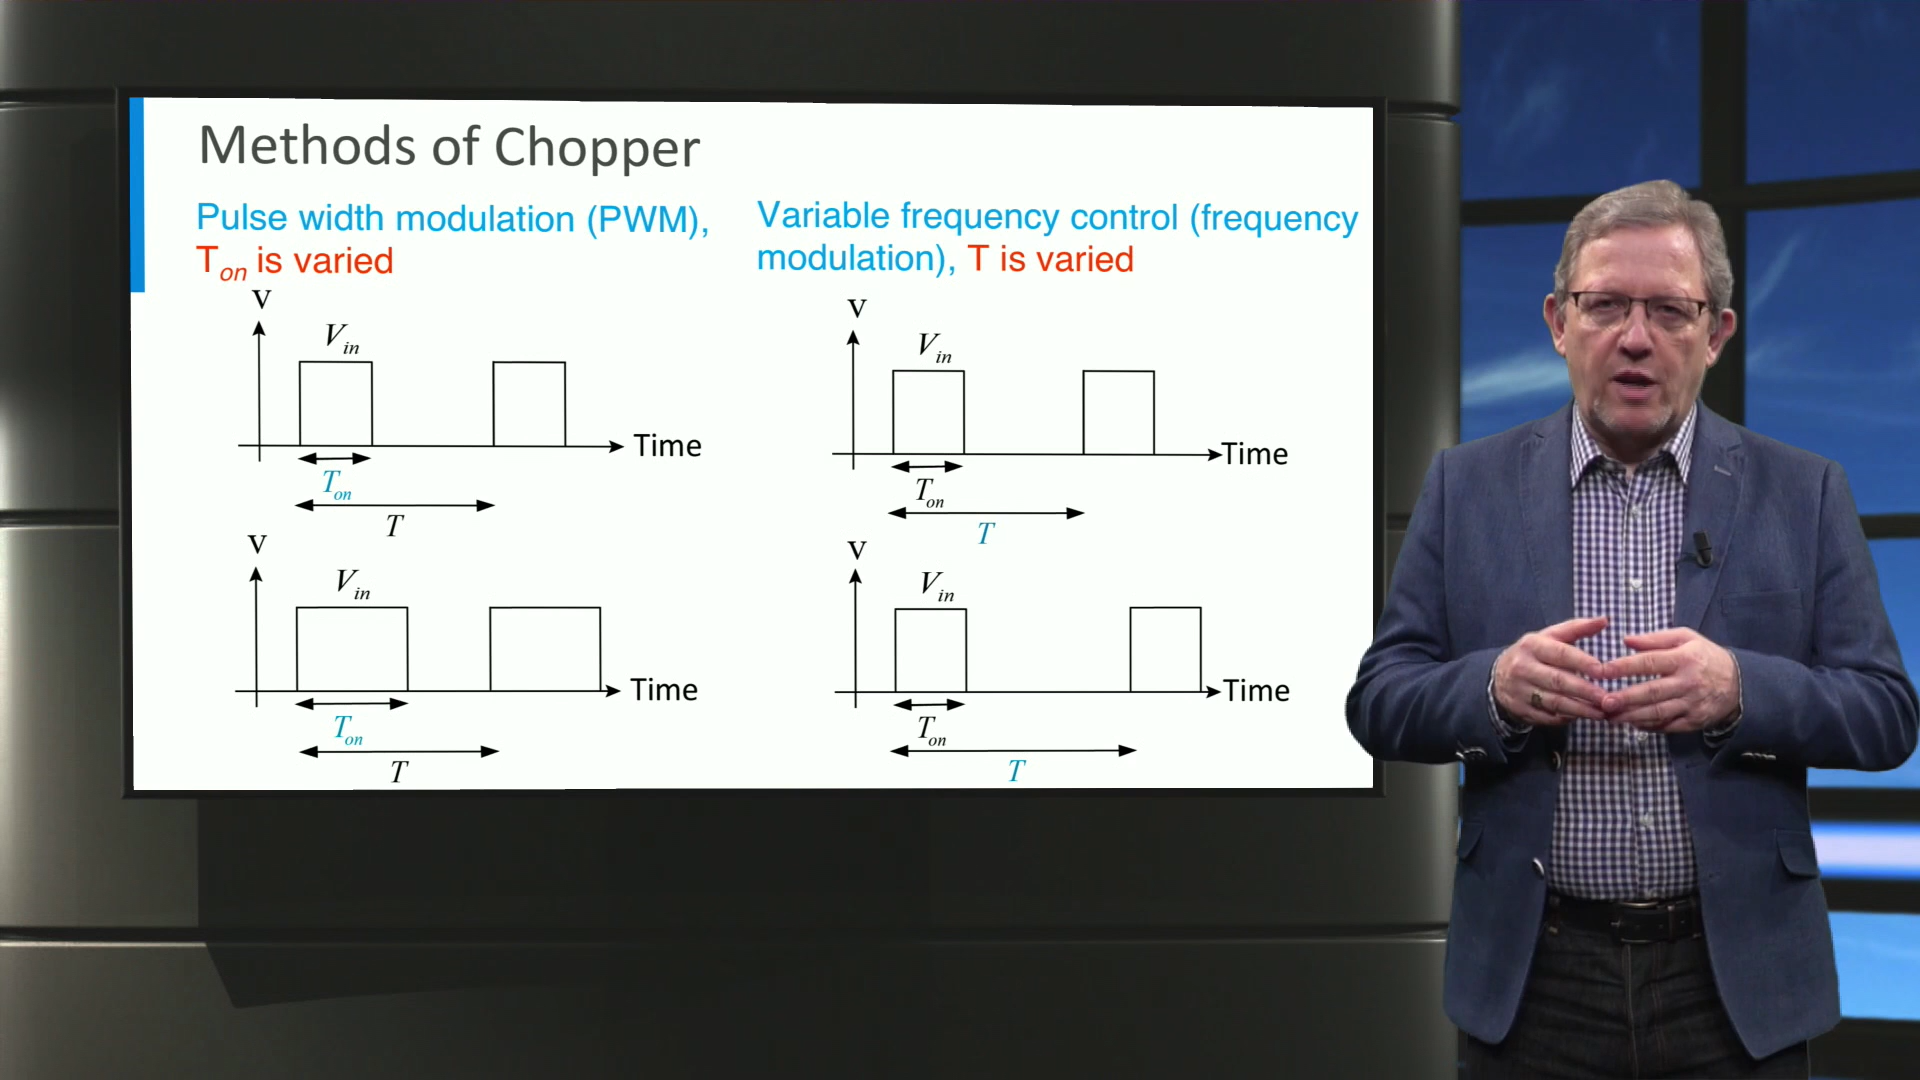 Methods of Chopper
Pulse width modulation (PWM),
Ton is varied
V
Vin
Time
Ton
T
V
Vin
Time
Ton
T
Variable frequency control (frequency
modulation), T is varied
V
Vin
Time
Ton
T
V
Vin
Time
Ton
T